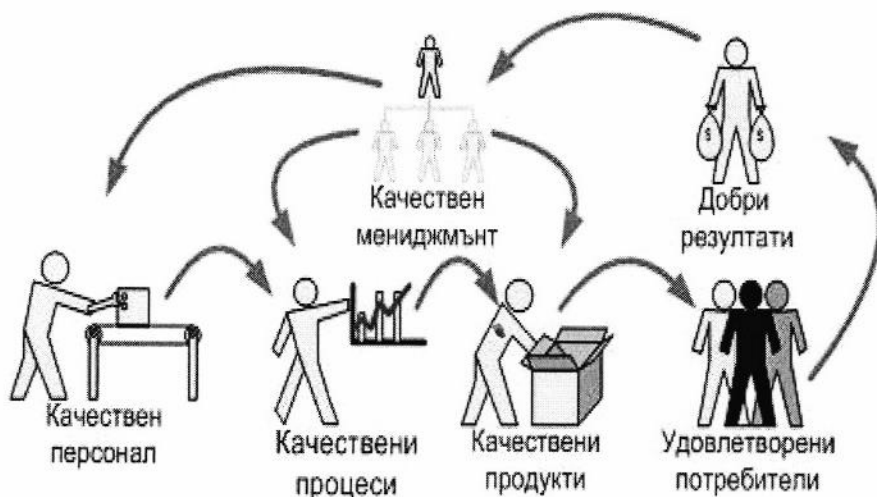 Качествен
мениджмънт
Добри
резултати
$ $
Качествен
персонал
Качествени
процеси
Качествени
продукти
Удовлетворени
потребители